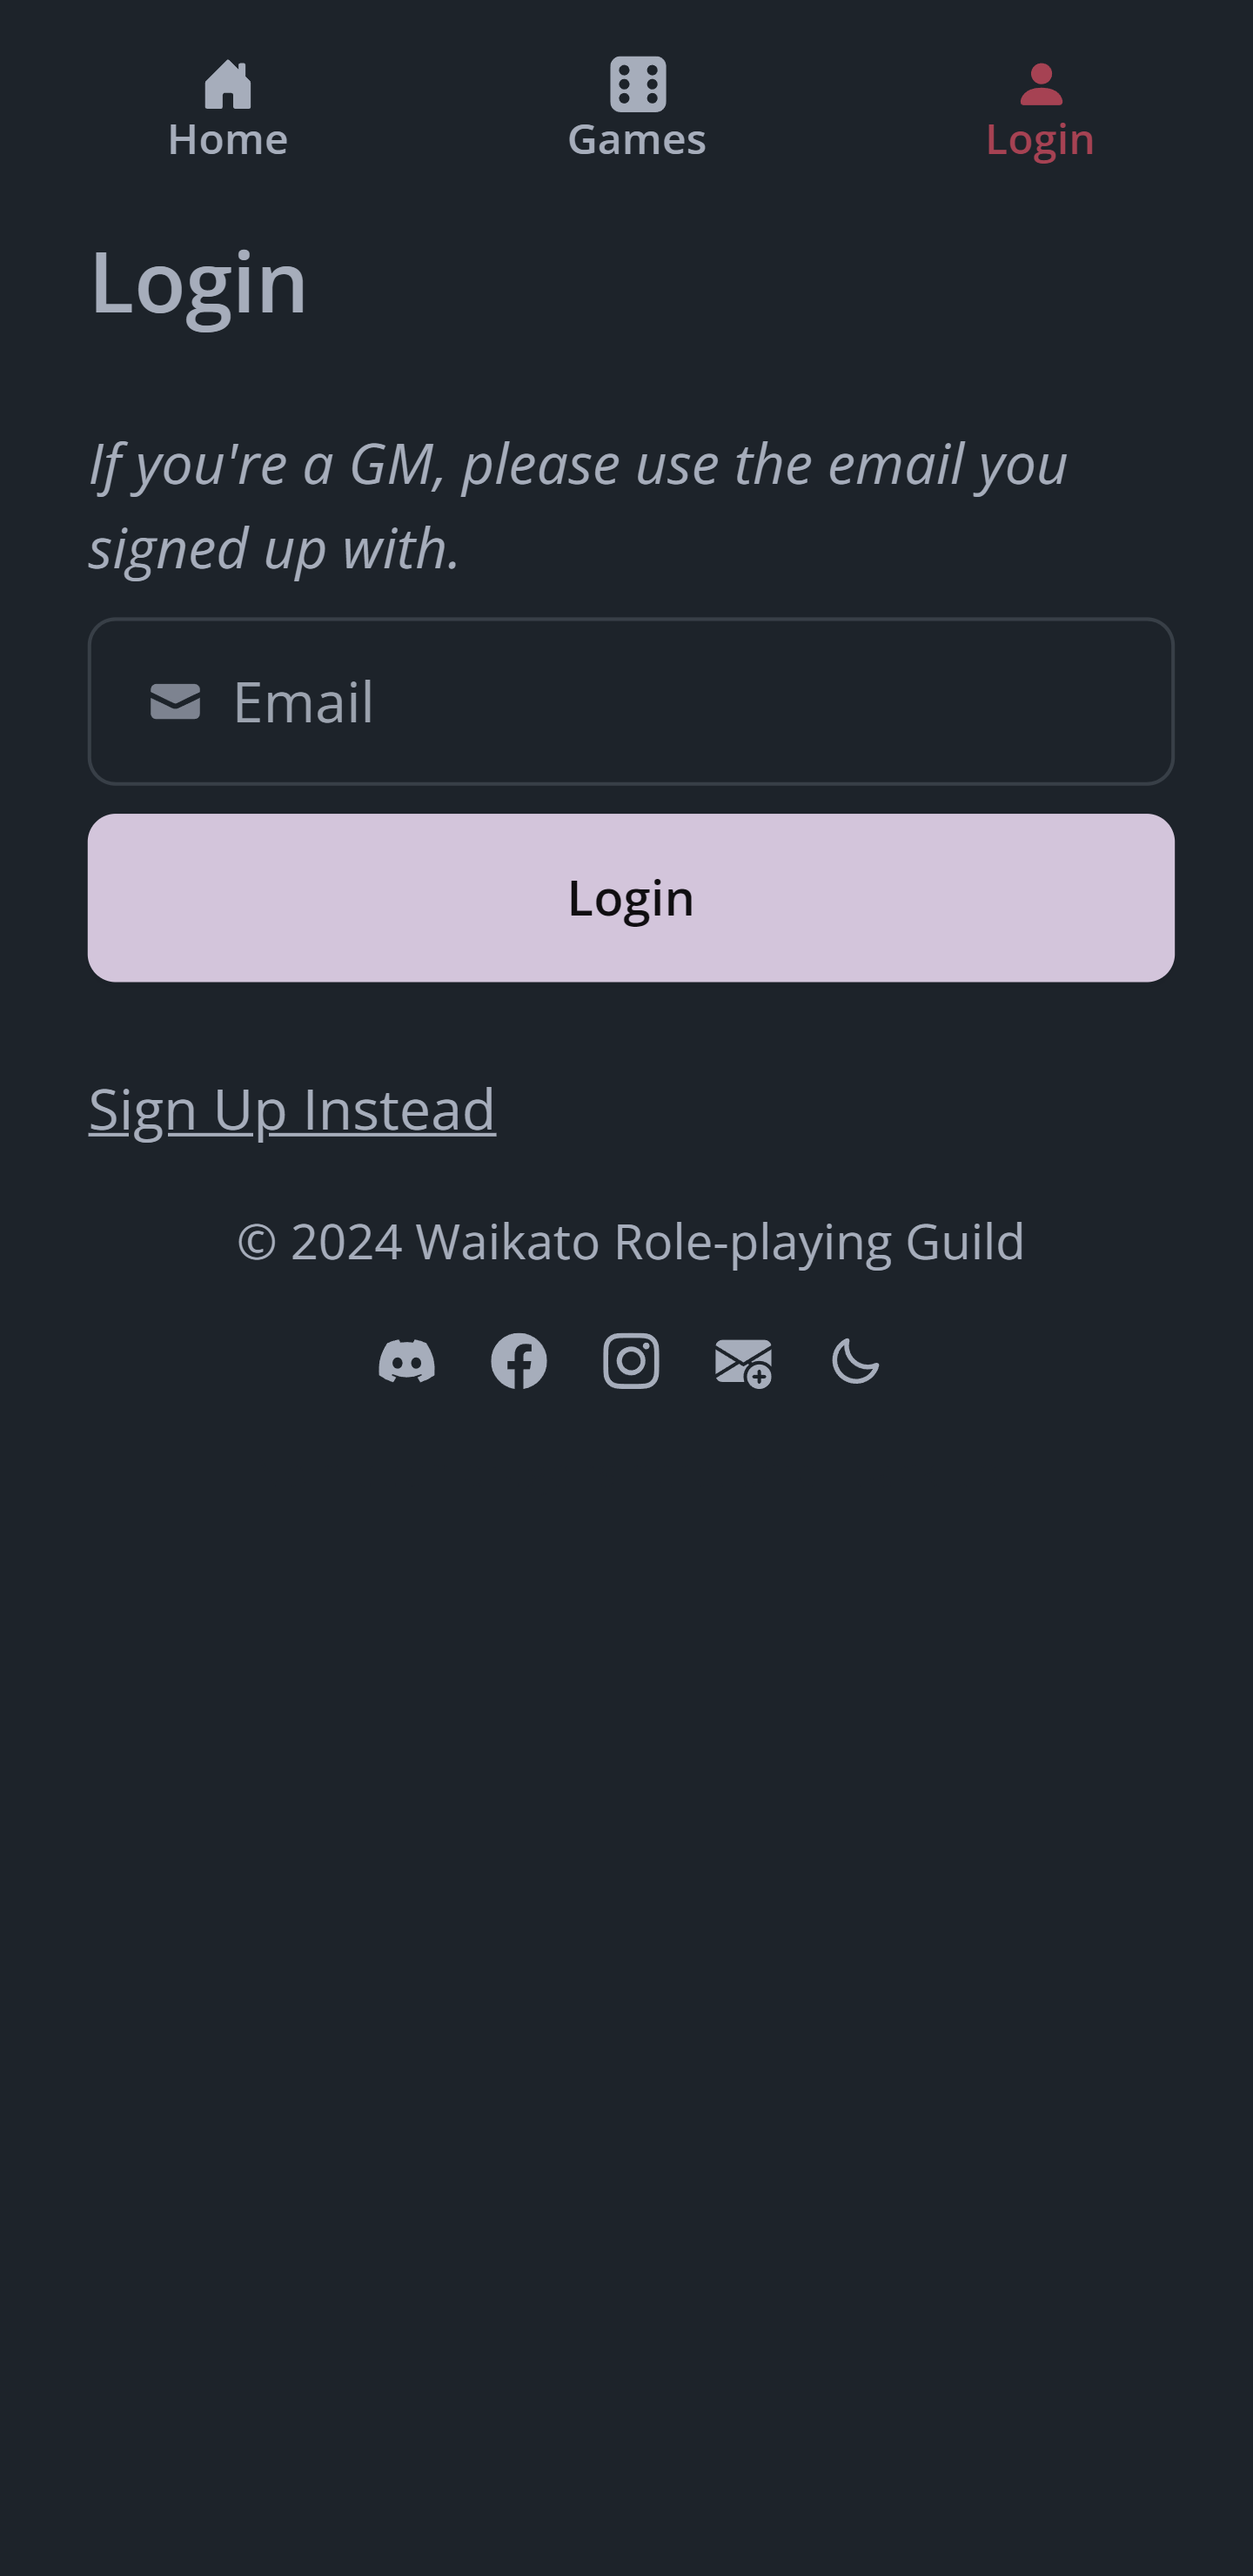 Home
Games
Login
Login
If you're a GM, please use the email you
signed up with.
Email
Login
Sign Up Instead
© 2024 Waikato Role-playing Guild